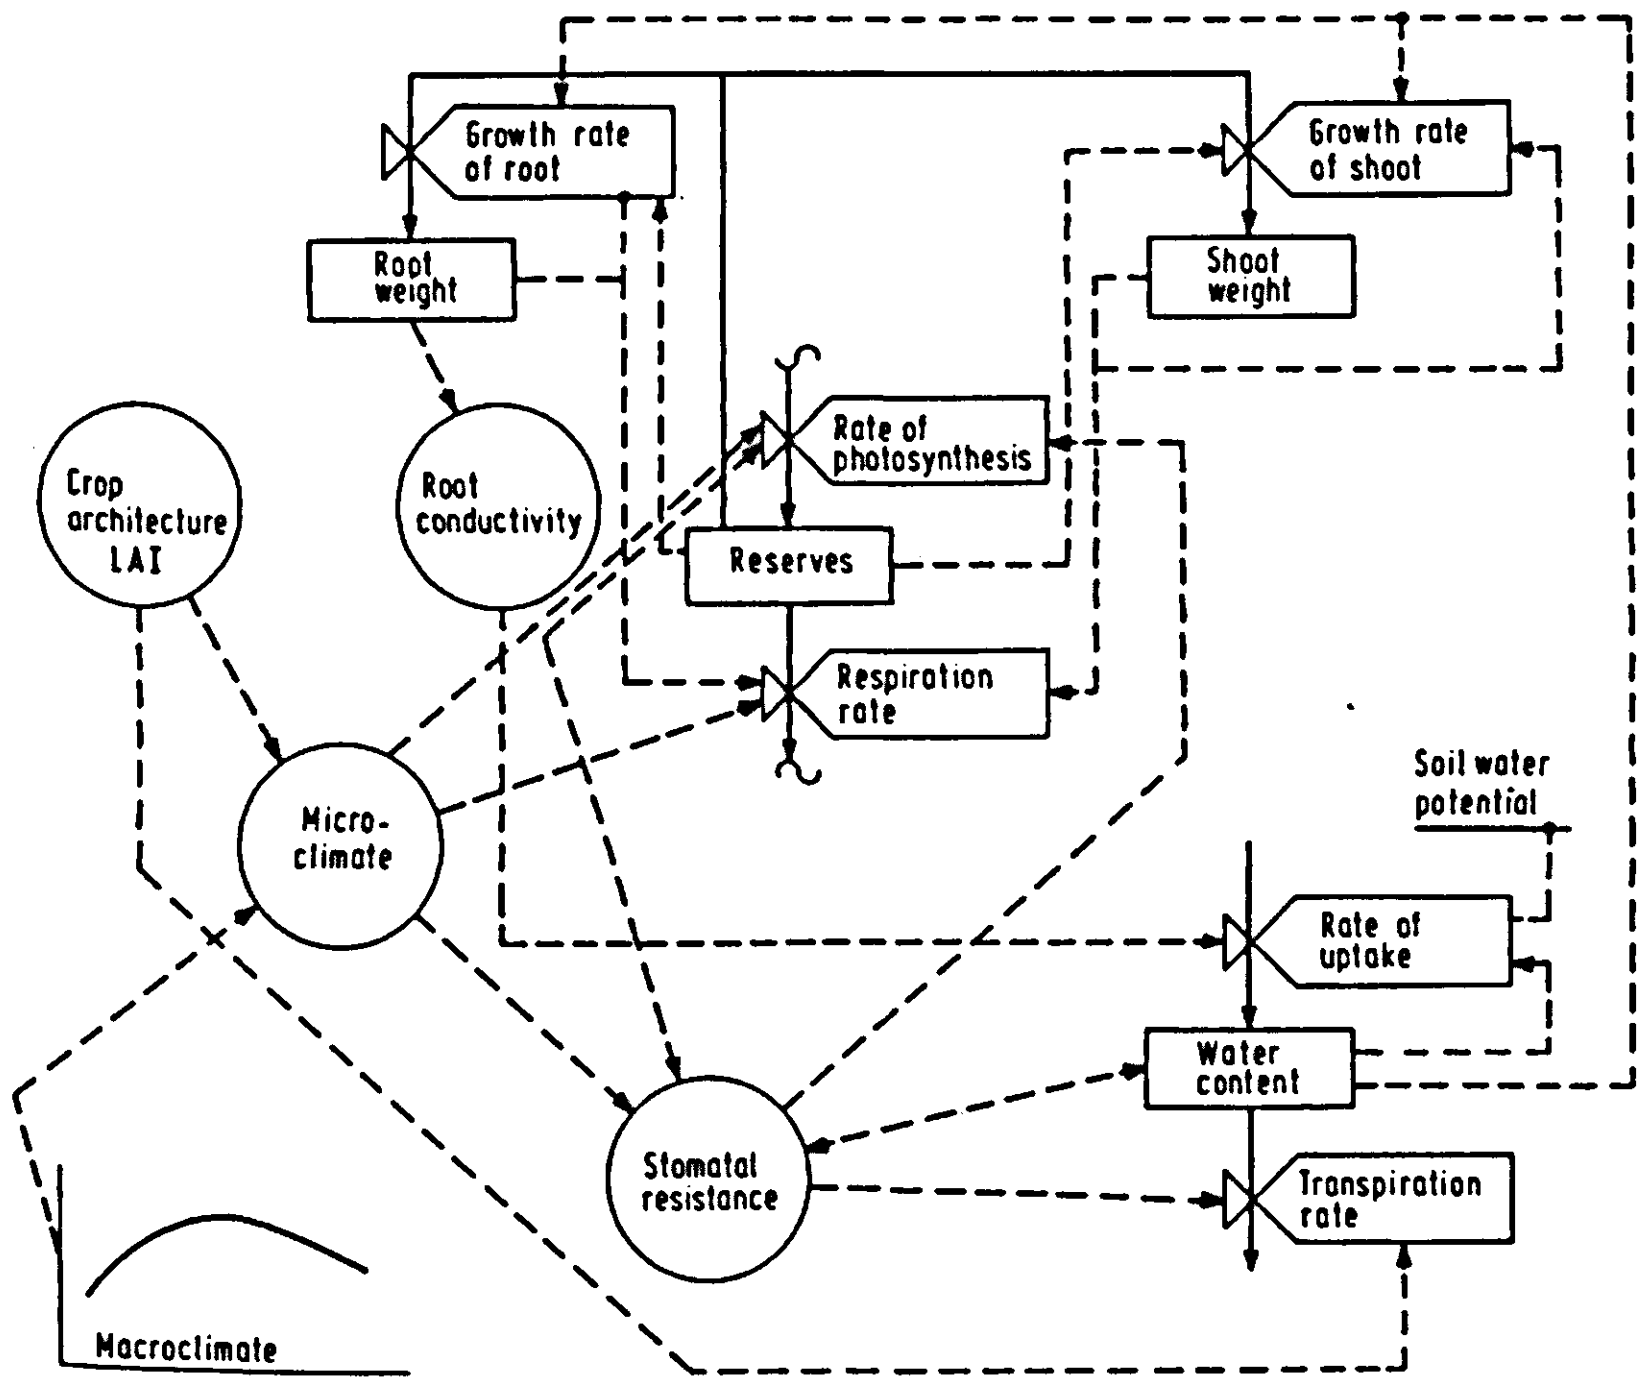 Growth rate
of root
Growth rate
of shoot
Root
weight
Shoot
weight
Rate of
photosynthesis
Crop
architecture
LAI
Root
conductivity
Reserves
Respiration
rate
Soil water
potential
Micro-
climate
Rate of
uptake
Water
content
Stomatal
resistance
Transpiration
rate
Macroclimate